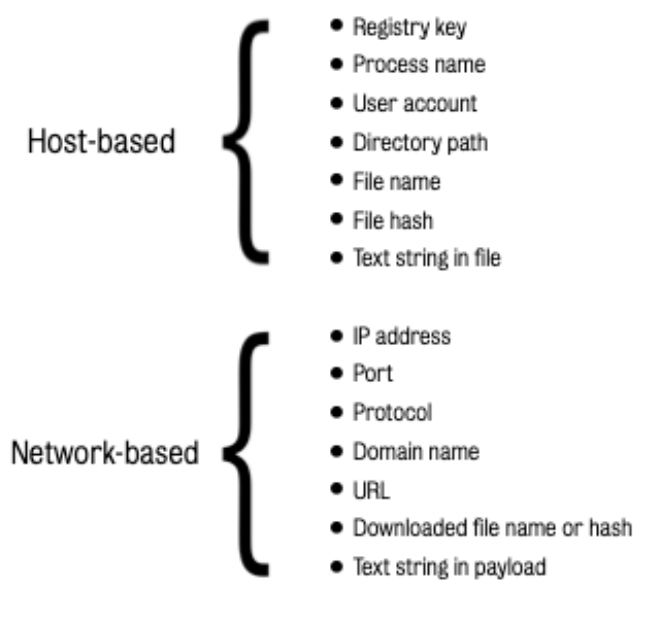 Host-based
• Registry key
• Process name
• User account
• Directory path
• File name
• File hash
• Text string in file
Network-based
• IP address
• Port
• Protocol
• Domain name
• URL
• Downloaded file name or hash
• Text string in payload